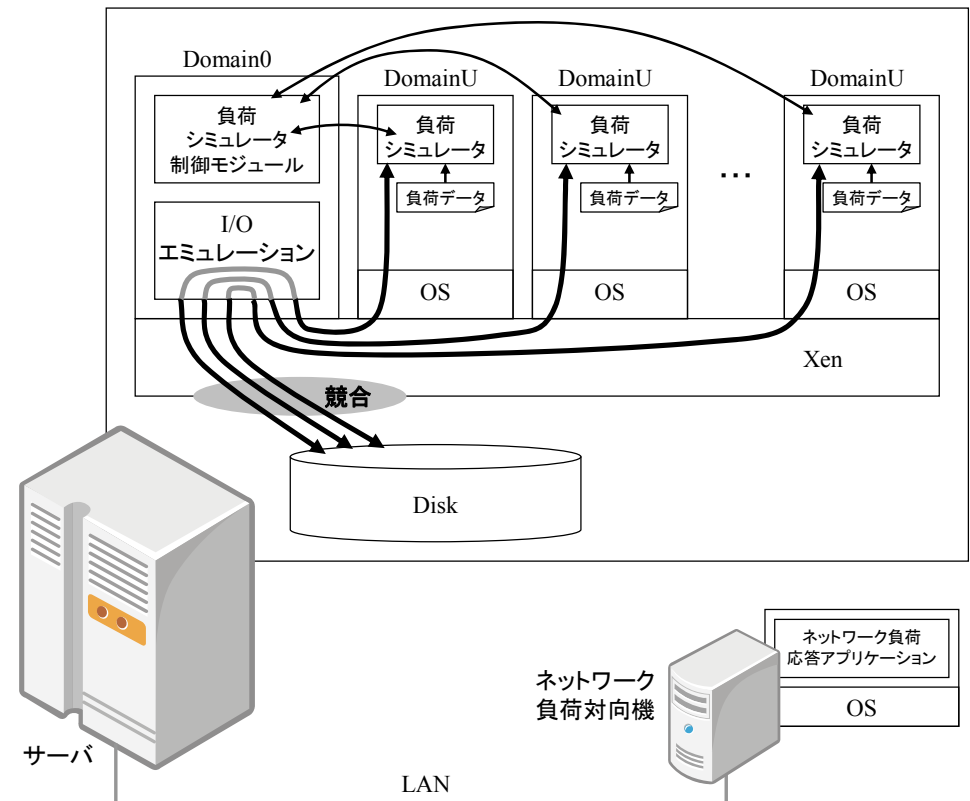 Domain0
DomainU
DomainU
DomainU
負荷
シミュレータ
制御モジュール
負荷
シミュレータ
負荷
シミュレータ
負荷
シミュレータ
負荷データ
負荷データ
負荷データ
...
I/O
エミュレーション
OS
OS
OS
Xen
競合
Disk
ネットワーク負荷
応答アプリケーション
OS
ネットワーク
負荷対向機
サーバ
LAN